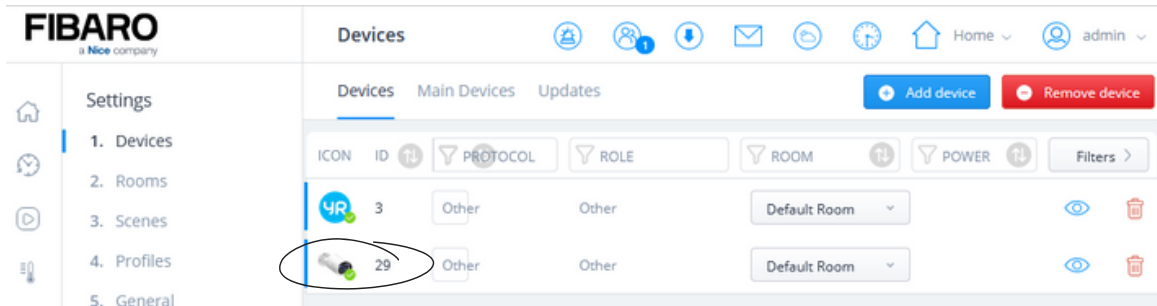 FIBARO
a Nice company
Devices
1
Home
admin
Settings
1. Devices
2. Rooms
3. Scenes
4. Profiles
5. General
Devices Main Devices Updates
Add device
Remove device
ICON ID PROTOCOL ROLE ROOM POWER Filters >
YR 3 Other Other Default Room
29 Other Other Default Room